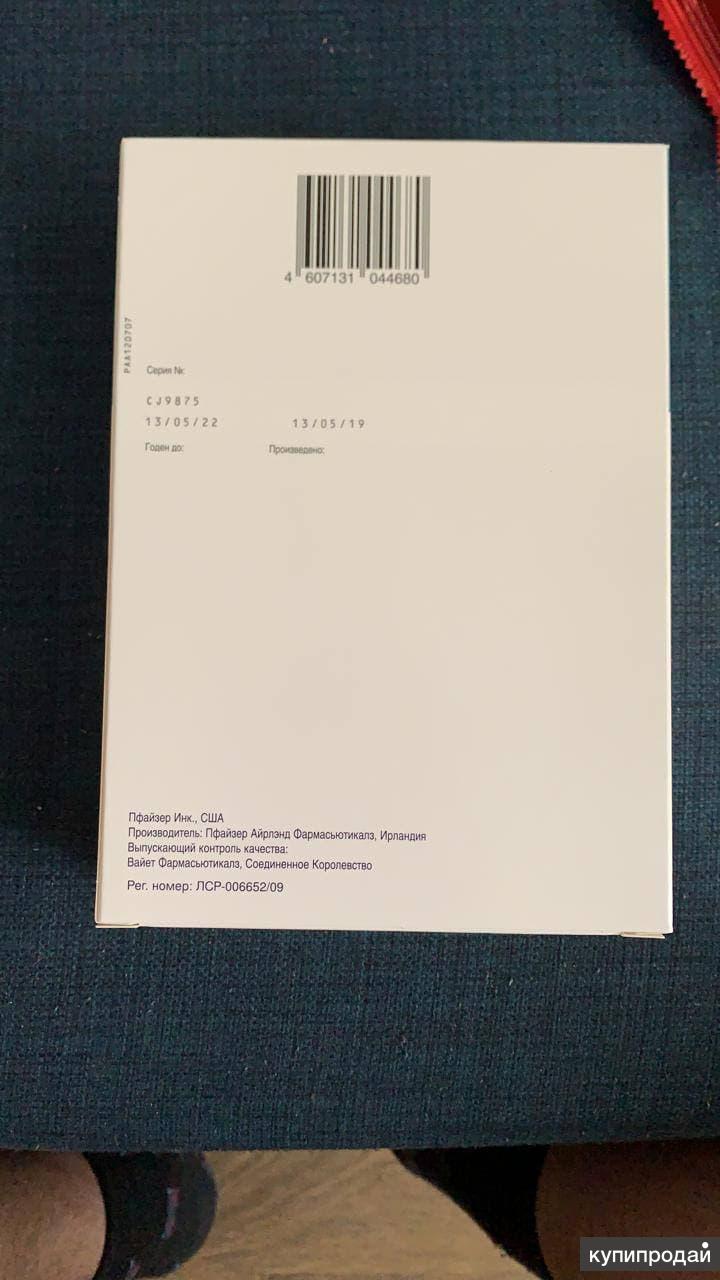 4 607131 044680
PAA120707
Серия №:
CJ9875
13/05/22 13/05/19
Годен до: Произведено:
Пфайзер Инк., США
Производитель: Пфайзер Айрлэнд Фармасьютикалз, Ирландия
Выпускающий контроль качества:
Вайет Фармасьютикалз, Соединенное Королевство
Рег. номер: ЛСР-006652/09
купипродай